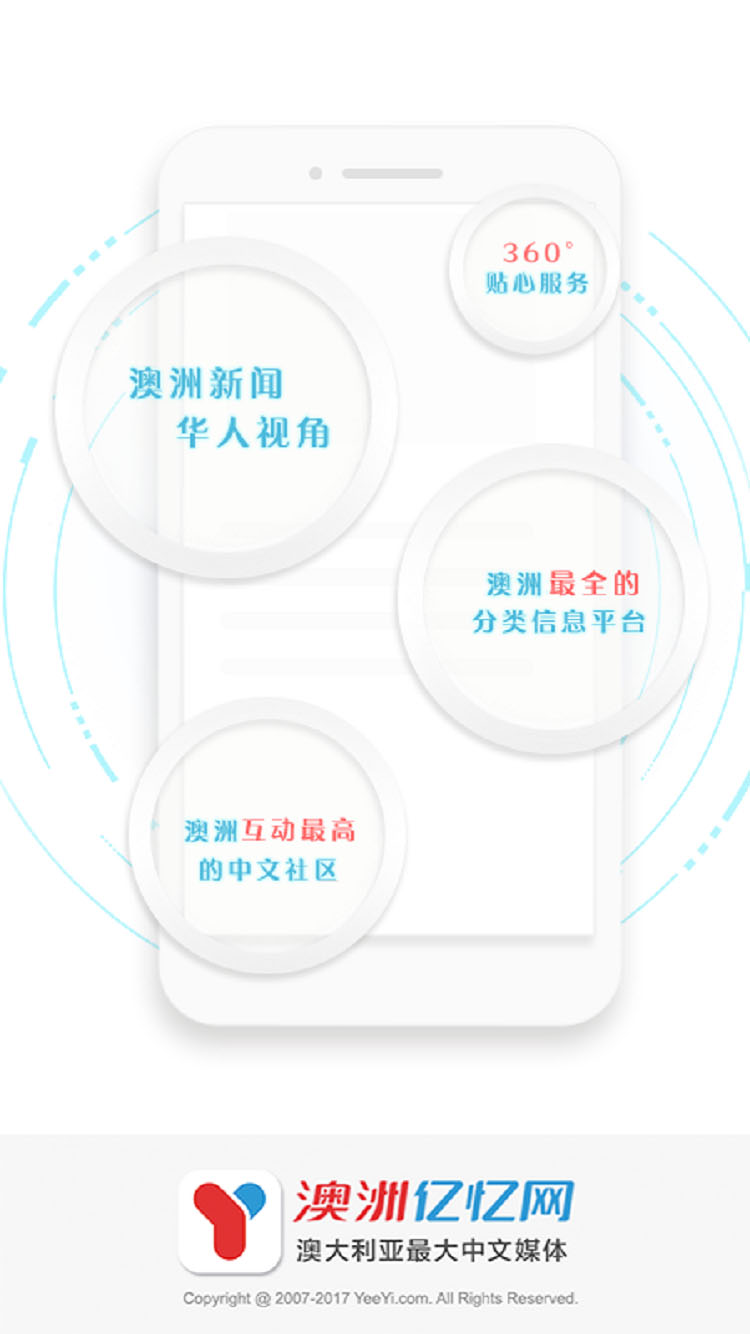 360°
贴心服务
澳洲新闻
华人视角
澳洲最全的
分类信息平台
澳洲互动最高
的中文社区
澳洲亿忆网
澳大利亚最大中文媒体
Copyright @ 2007-2017 YeeYi.com. All Rights Reserved.